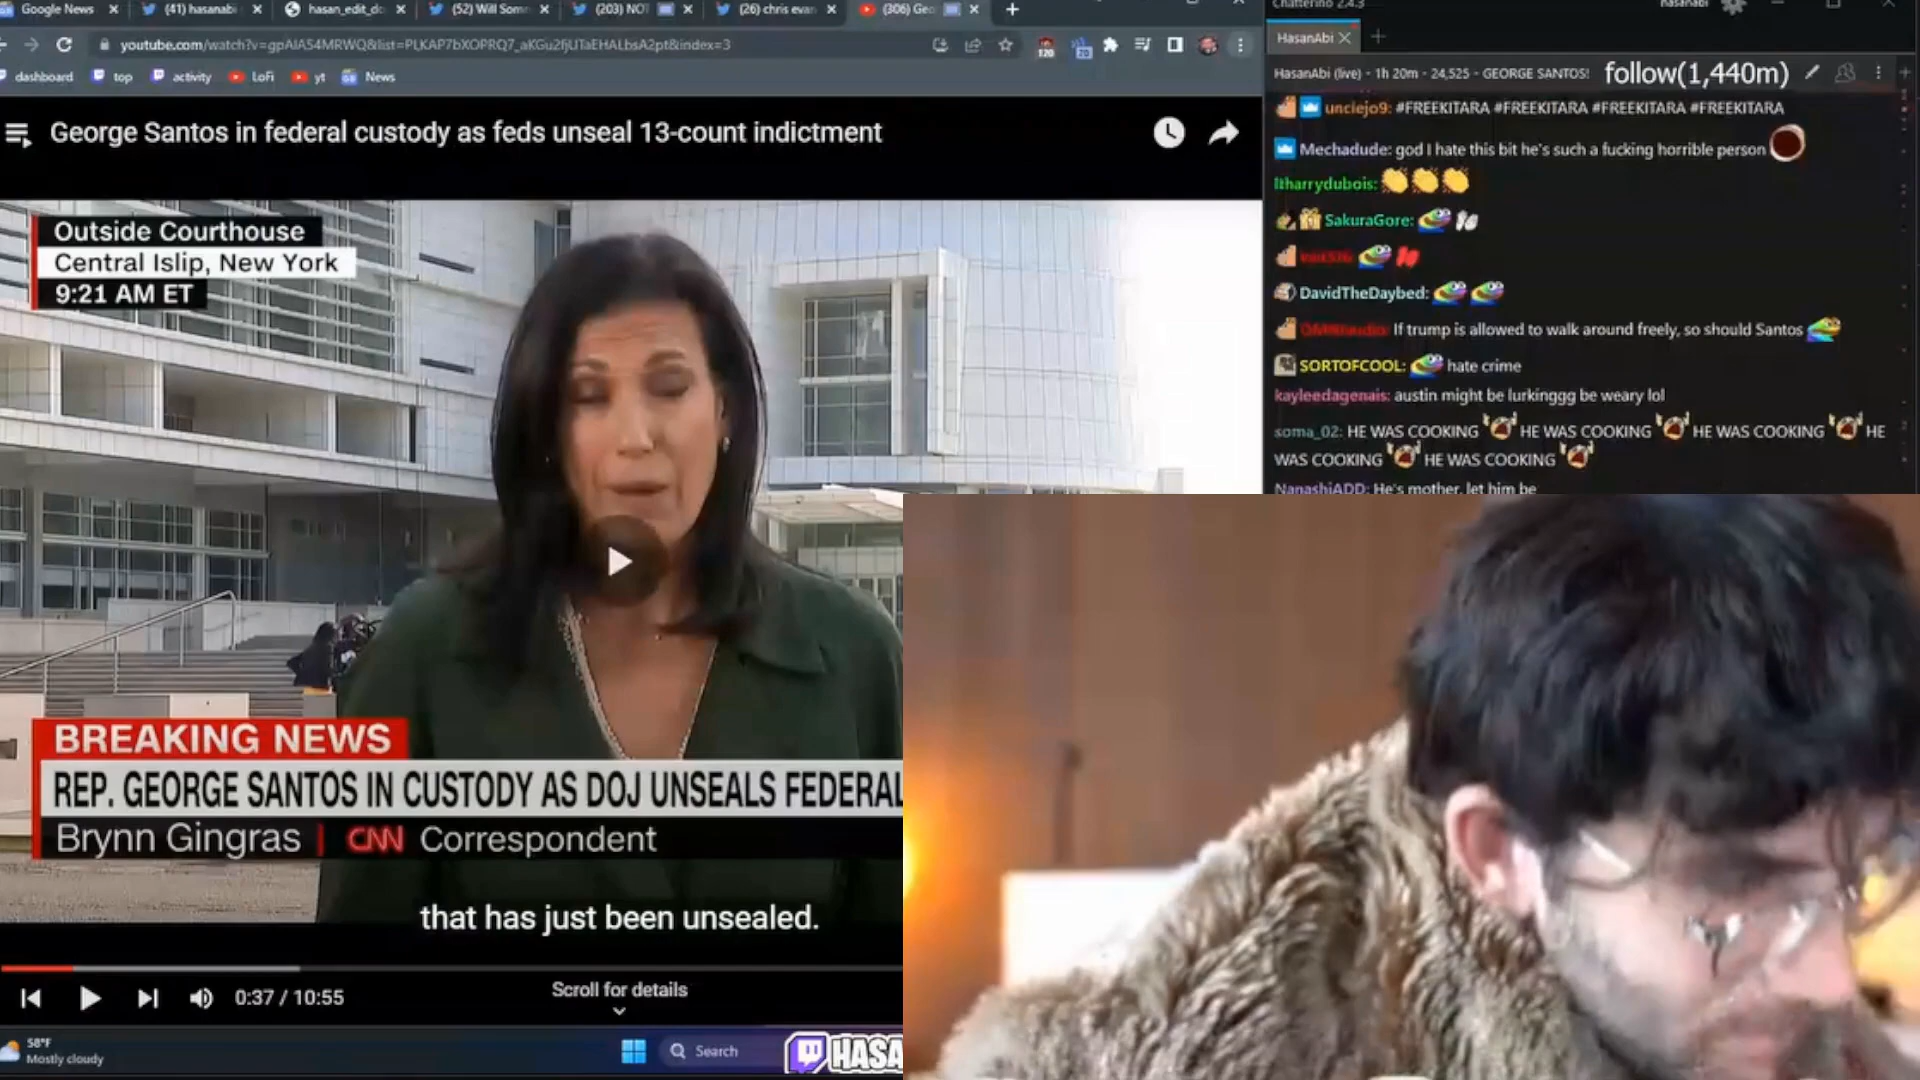 Google News
(41) hasanabi
hasan_edit_do
(52) Will Som
(203) NOT
(26) chris evan
(306) Geo
youtube.com/watch?v=gpAIA54MRWQ&list=PLKAP7bXOPRQ7_aKGu2fjUTaEHALbsA2pt&index=3
120
dashboard
top
activity
LoFi
yt
News
George Santos in federal custody as feds unseal 13-count indictment
Outside Courthouse
Central Islip, New York
9:21 AM ET
BREAKING NEWS
REP. GEORGE SANTOS IN CUSTODY AS DOJ UNSEALS FEDERAL
Brynn Gingras | CNN Correspondent
that has just been unsealed.
0:37 / 10:55
Scroll for details
58°F
Mostly cloudy
Search
HASA
Chatterino 2.4.3
hasanabi
HasanAbi
HasanAbi (live) - 1h 20m - 24,525 - GEORGE SANTOS!
follow(1,440m)
unclejo9: #FREEKITARA #FREEKITARA #FREEKITARA #FREEKITARA
Mechadude: god I hate this bit he's such a fucking horrible person
ltharrydubois:
SakuraGore:
DavidTheDaybed:
If trump is allowed to walk around freely, so should Santos
SORTOFCOOL: hate crime
kayleedagenais: austin might be lurkinggg be weary lol
soma_02: HE WAS COOKING HE WAS COOKING HE WAS COOKING HE
WAS COOKING HE WAS COOKING
NanashiADD: He's mother, let him be